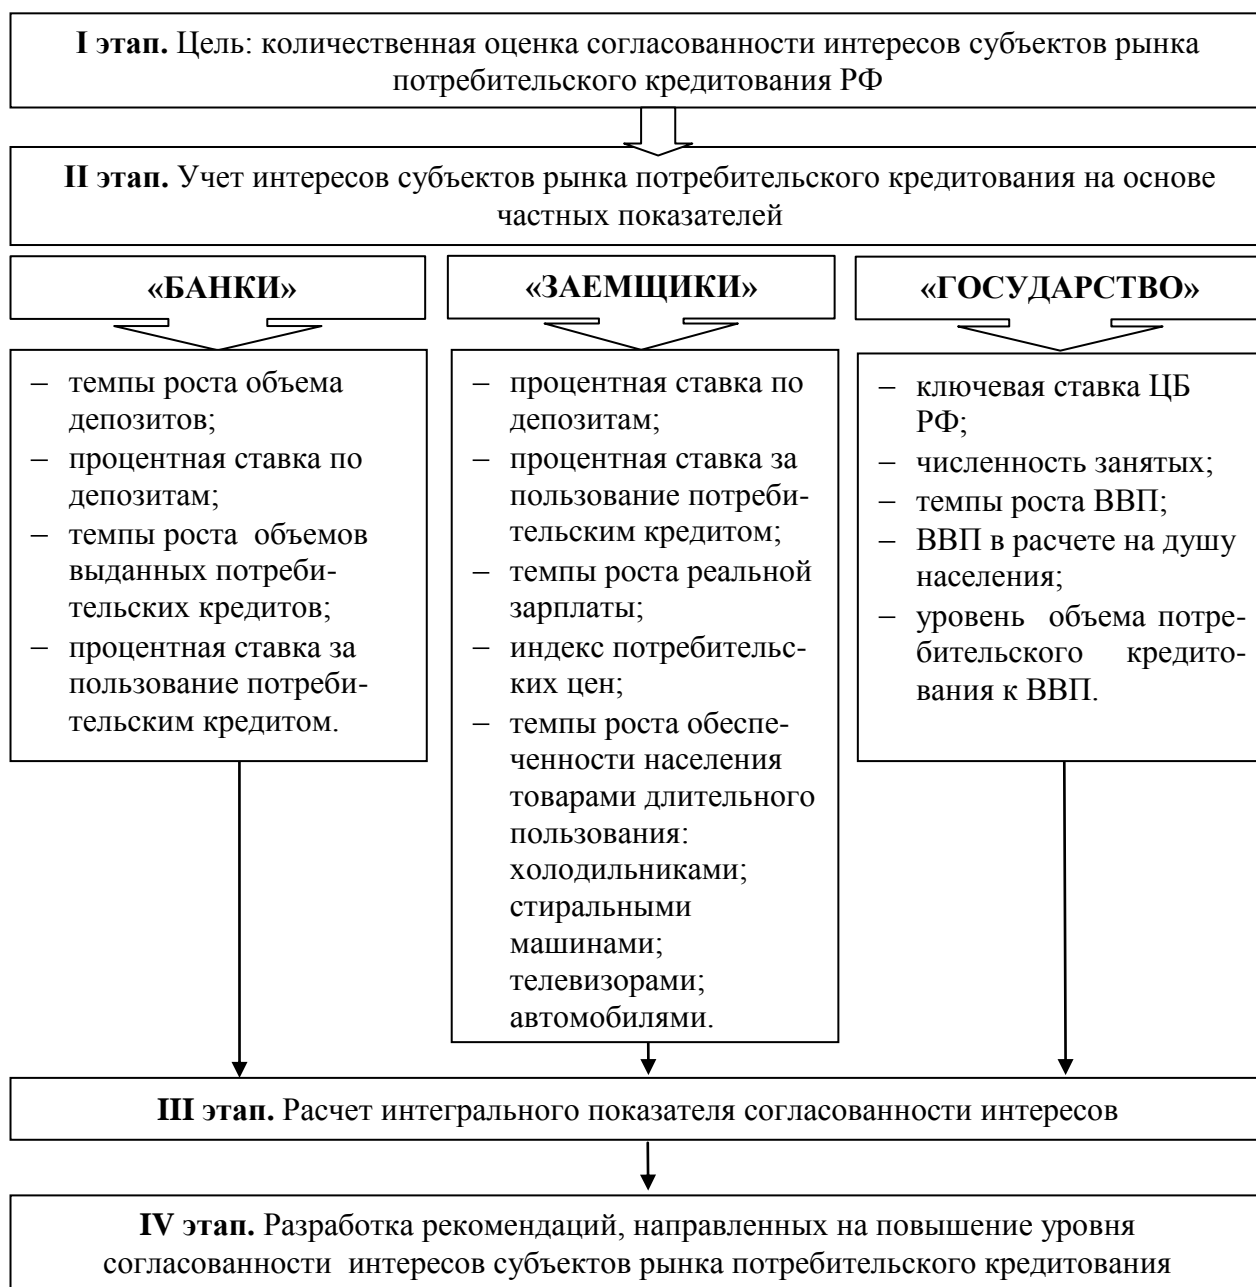 I этап. Цель: количественная оценка согласованности интересов субъектов рынка
потребительского кредитования РФ
II этап. Учет интересов субъектов рынка потребительского кредитования на основе
частных показателей
«БАНКИ»
– темпы роста объема
депозитов;
– процентная ставка по
депозитам;
– темпы роста объемов
выданных потреби-
тельских кредитов;
– процентная ставка за
пользование потреби-
тельским кредитом.
«ЗАЕМЩИКИ»
– процентная ставка по
депозитам;
– процентная ставка за
пользование потреби-
тельским кредитом;
– темпы роста реальной
зарплаты;
– индекс потребительс-
ких цен;
– темпы роста обеспе-
ченности населения
товарами длительного
пользования:
холодильниками;
стиральными
машинами;
телевизорами;
автомобилями.
«ГОСУДАРСТВО»
– ключевая ставка ЦБ
РФ;
– численность занятых;
– темпы роста ВВП;
– ВВП в расчете на душу
населения;
– уровень объема потре-
бительского кредито-
вания к ВВП.
III этап. Расчет интегрального показателя согласованности интересов
IV этап. Разработка рекомендаций, направленных на повышение уровня
согласованности интересов субъектов рынка потребительского кредитования